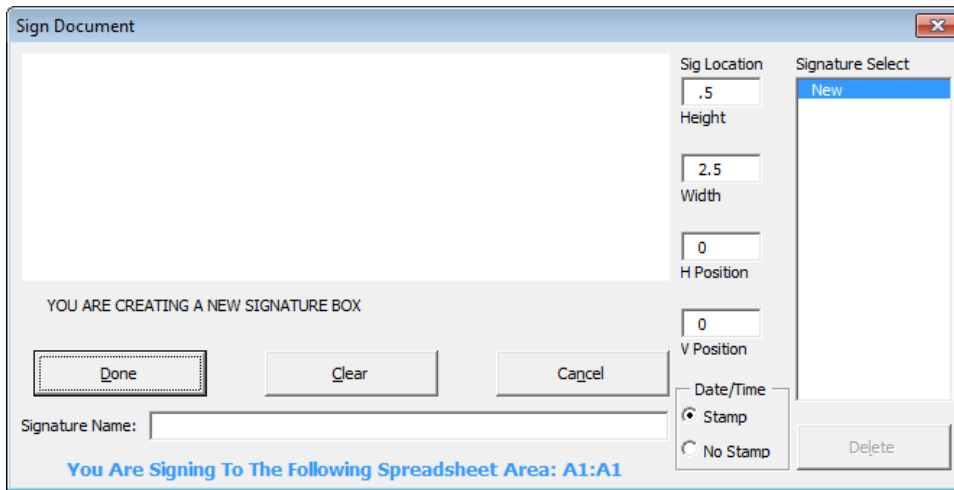 Sign Document
Sig Location
Signature Select
.5
New
Height
2.5
Width
0
H Position
YOU ARE CREATING A NEW SIGNATURE BOX
0
V Position
Done
Clear
Cancel
Date/Time
Stamp
No Stamp
Signature Name:
Delete
You Are Signing To The Following Spreadsheet Area: A1:A1